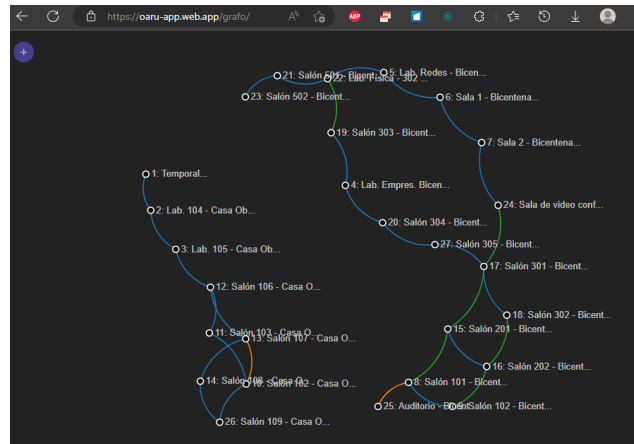 https://oaru-app.web.app/grafo/
ABP
+
21: Salón 501 - Bicent...
22: Lab. Física - 302 ...
5: Lab. Redes - Bicen...
23: Salón 502 - Bicent...
6: Sala 1 - Bicentena...
19: Salón 303 - Bicent...
7: Sala 2 - Bicentena...
1: Temporal...
4: Lab. Empres. Bicen...
2: Lab. 104 - Casa Ob...
24: Sala de video conf...
20: Salón 304 - Bicent...
3: Lab. 105 - Casa Ob...
27: Salón 305 - Bicent...
17: Salón 301 - Bicent...
12: Salón 106 - Casa O...
18: Salón 302 - Bicent...
11: Salón 103 - Casa O...
13: Salón 107 - Casa O...
15: Salón 201 - Bicent...
16: Salón 202 - Bicent...
14: Salón 108 - Casa O...
10: Salón 102 - Casa O...
8: Salón 101 - Bicent...
25: Auditorio - Bicent...
9: Salón 102 - Bicent...
26: Salón 109 - Casa O...